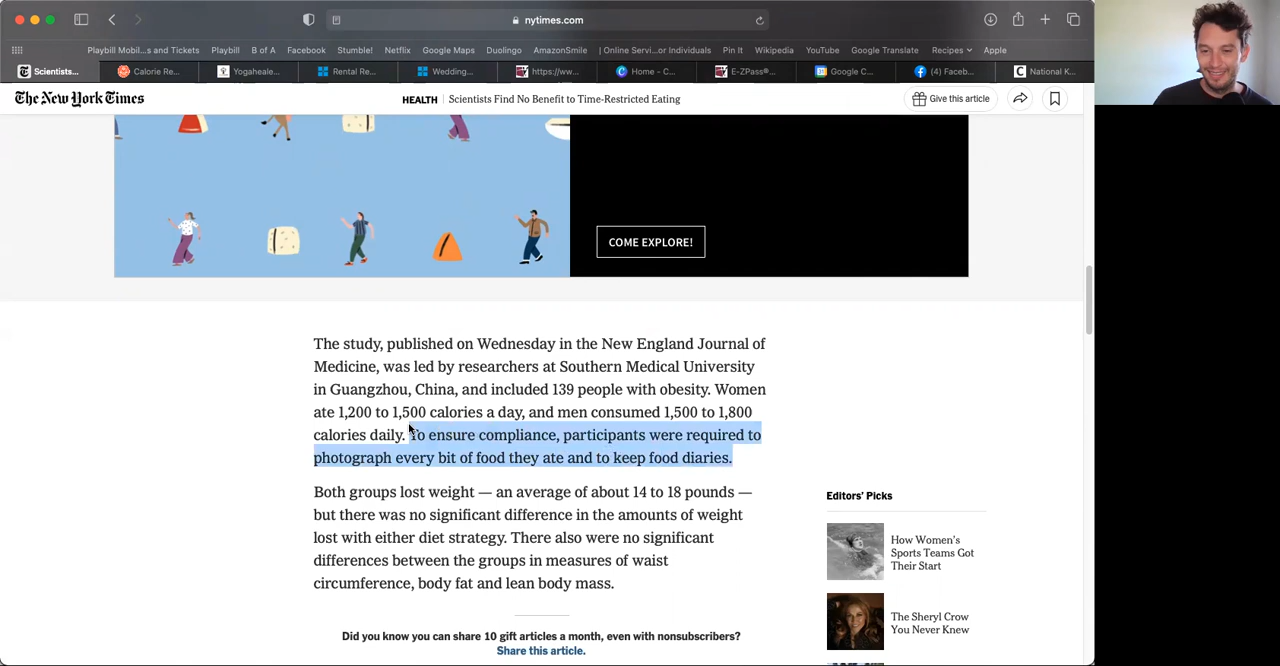 nytimes.com
Playbill Mobil...s and Tickets Playbill B of A Facebook Stumble! Netflix Google Maps Duolingo AmazonSmile | Online Servi...or Individuals Pin It Wikipedia YouTube Google Translate Recipes Apple
Scientists... Calorie Re... Yogaheale... Rental Re... Wedding... https://ww... Home - C... E-ZPass®... Google C... (4) Faceb... National K...
The New York Times HEALTH | Scientists Find No Benefit to Time-Restricted Eating Give this article
COME EXPLORE!
The study, published on Wednesday in the New England Journal of
Medicine, was led by researchers at Southern Medical University
in Guangzhou, China, and included 139 people with obesity. Women
ate 1,200 to 1,500 calories a day, and men consumed 1,500 to 1,800
calories daily. To ensure compliance, participants were required to
photograph every bit of food they ate and to keep food diaries.
Both groups lost weight — an average of about 14 to 18 pounds —
but there was no significant difference in the amounts of weight
lost with either diet strategy. There also were no significant
differences between the groups in measures of waist
circumference, body fat and lean body mass.
Editors' Picks
How Women's
Sports Teams Got
Their Start
The Sheryl Crow
You Never Knew
Did you know you can share 10 gift articles a month, even with nonsubscribers?
Share this article.